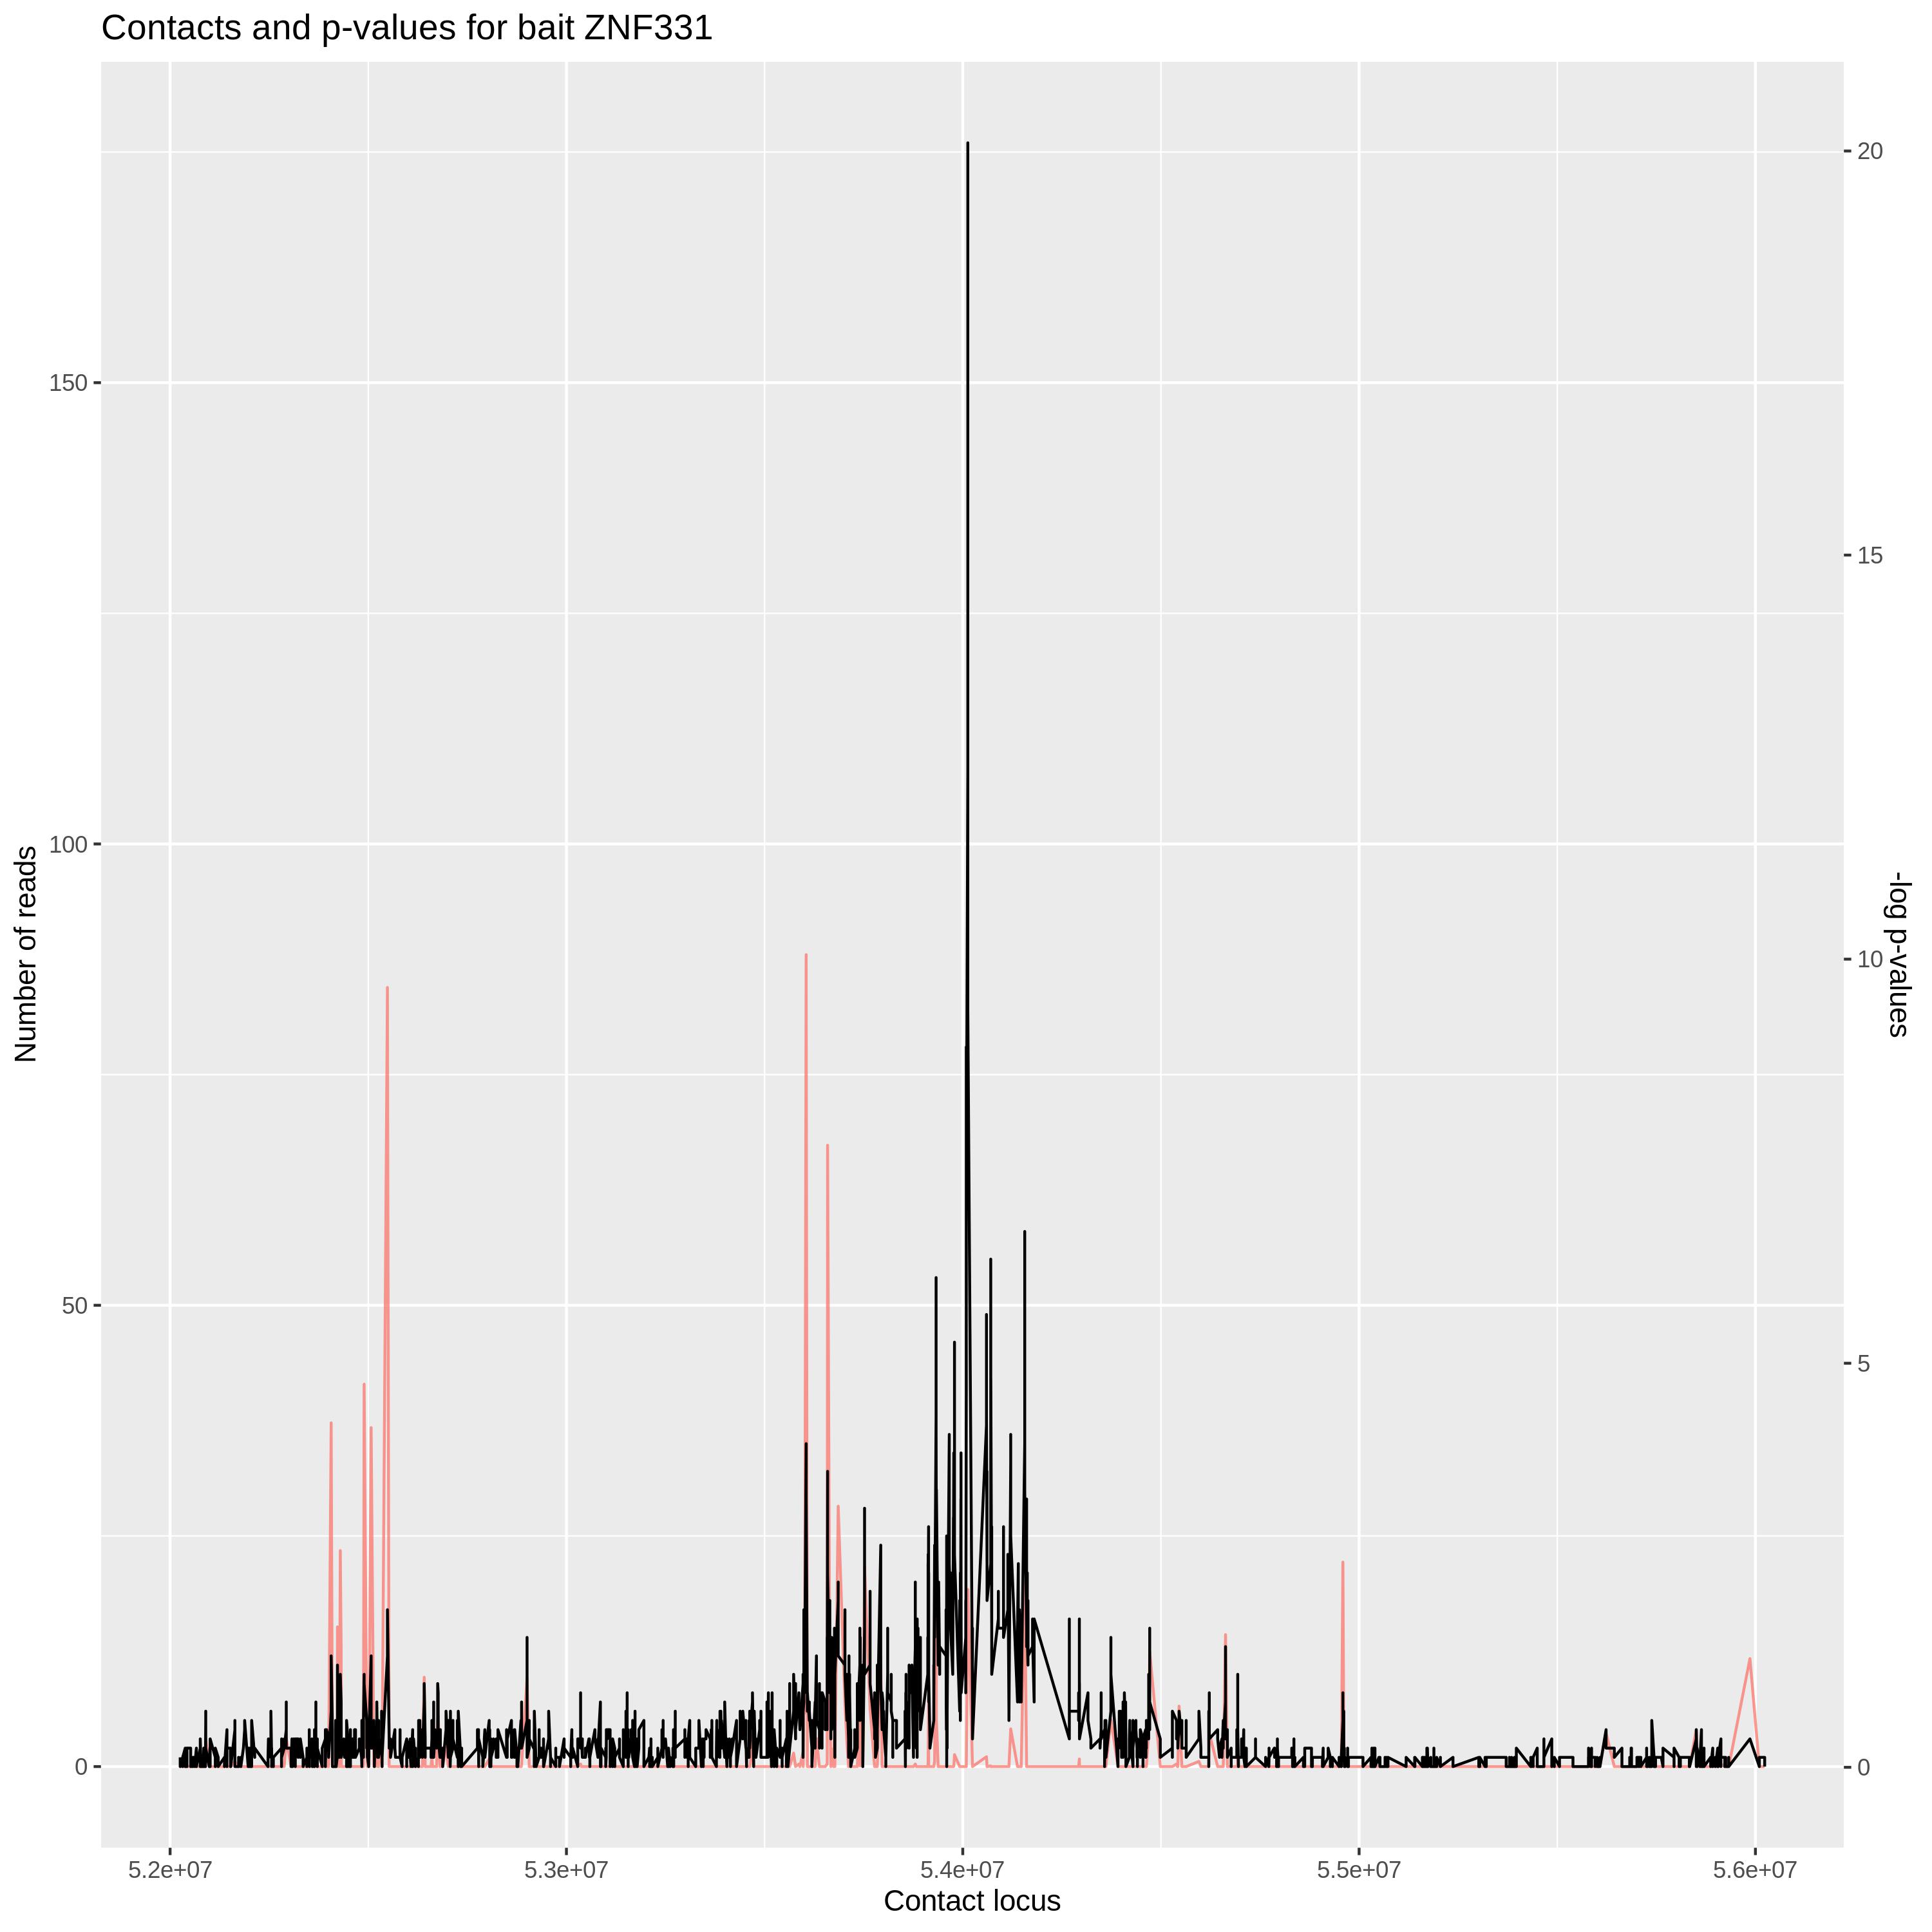 Contacts and p-values for bait ZNF331
Number of reads
150
100
50
0
20
15
10
5
0
-log p-values
5.2e+07
5.3e+07
5.4e+07
5.5e+07
5.6e+07
Contact locus